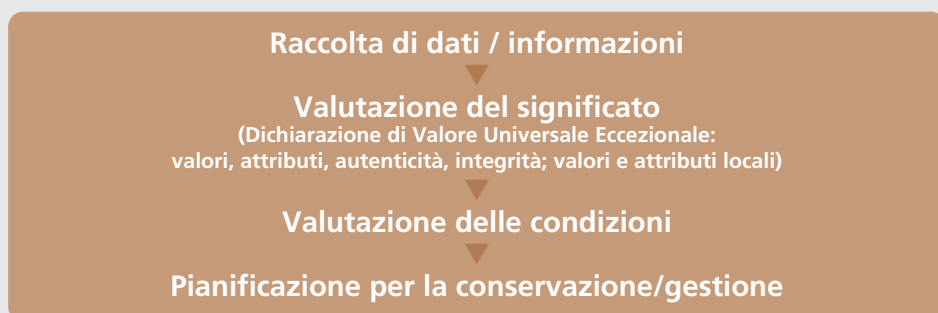 Raccolta di dati / informazioni
Valutazione del significato
(Dichiarazione di Valore Universale Eccezionale:
valori, attributi, autenticità, integrità; valori e attributi locali)
Valutazione delle condizioni
Pianificazione per la conservazione/gestione